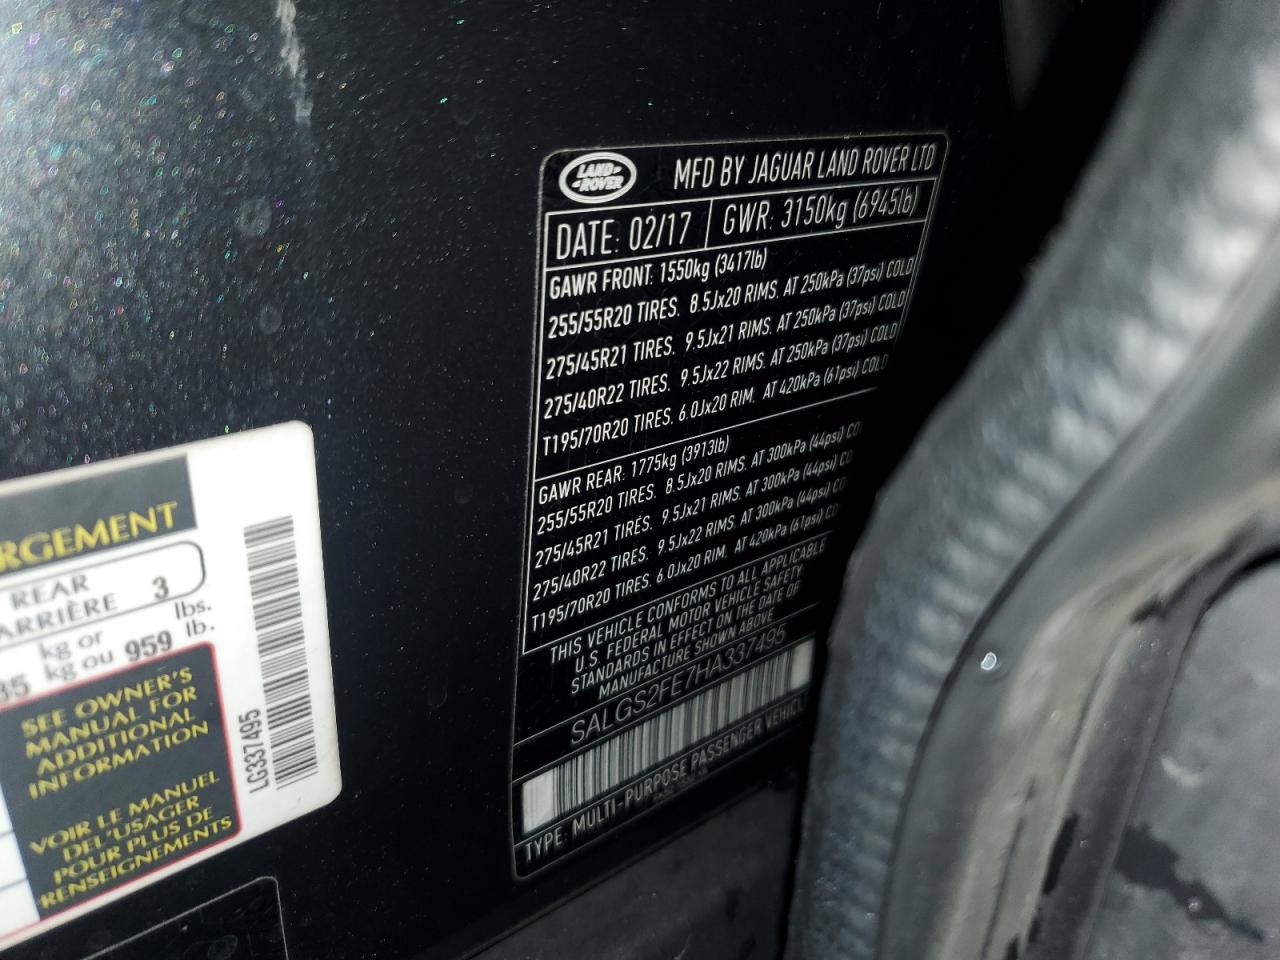 LAND ROVER
MFD BY JAGUAR LAND ROVER LTD
DATE: 02/17
GWR: 3150kg (6945lb)
GAWR FRONT: 1550kg (3417lb)
255/55R20 TIRES. 8.5Jx20 RIMS. AT 250kPa (37psi) COLD
275/45R21 TIRES. 9.5Jx21 RIMS. AT 250kPa (37psi) COLD
275/40R22 TIRES. 9.5Jx22 RIMS. AT 250kPa (37psi) COLD
T195/70R20 TIRES. 6.0Jx20 RIM. AT 420kPa (61psi) COLD
GAWR REAR: 1775kg (3913lb)
255/55R20 TIRES. 8.5Jx20 RIMS. AT 300kPa (44psi) CO
275/45R21 TIRES. 9.5Jx21 RIMS. AT 300kPa (44psi) CO
275/40R22 TIRES. 9.5Jx22 RIMS. AT 300kPa (44psi) CO
T195/70R20 TIRES. 6.0Jx20 RIM. AT 420kPa (61psi) CO
THIS VEHICLE CONFORMS TO ALL APPLICABLE
U.S. FEDERAL MOTOR VEHICLE SAFETY
STANDARDS IN EFFECT ON THE DATE OF
MANUFACTURE SHOWN ABOVE
SALGS2FE7HA337495
TYPE: MULTI-PURPOSE PASSENGER VEHICLE
RGEMENT
REAR
ARRIÈRE 3
kg or lbs.
35 kg ou 959 lb.
SEE OWNER'S
MANUAL FOR
ADDITIONAL
INFORMATION
VOIR LE MANUEL
DEL'USAGER
POUR PLUS DE
RENSEIGNEMENTS
LG337495